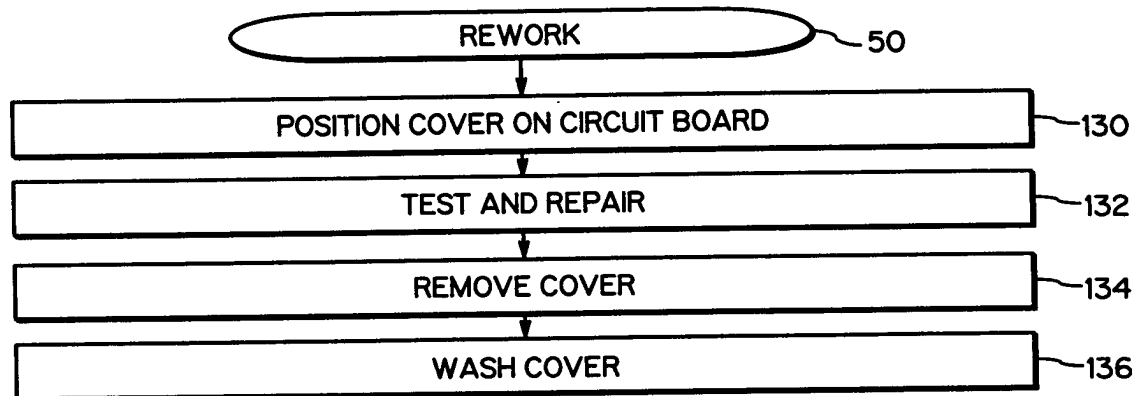 REWORK 50
POSITION COVER ON CIRCUIT BOARD 130
TEST AND REPAIR 132
REMOVE COVER 134
WASH COVER 136